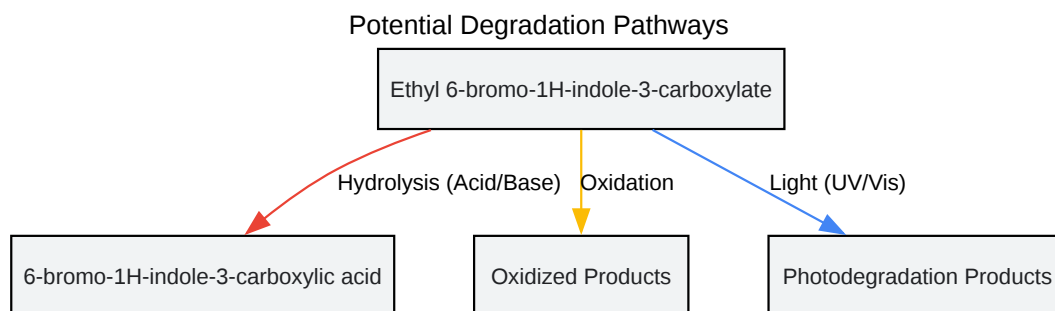 Potential Degradation Pathways
Ethyl 6-bromo-1H-indole-3-carboxylate
Hydrolysis (Acid/Base)
Oxidation
Light (UV/Vis)
6-bromo-1H-indole-3-carboxylic acid
Oxidized Products
Photodegradation Products